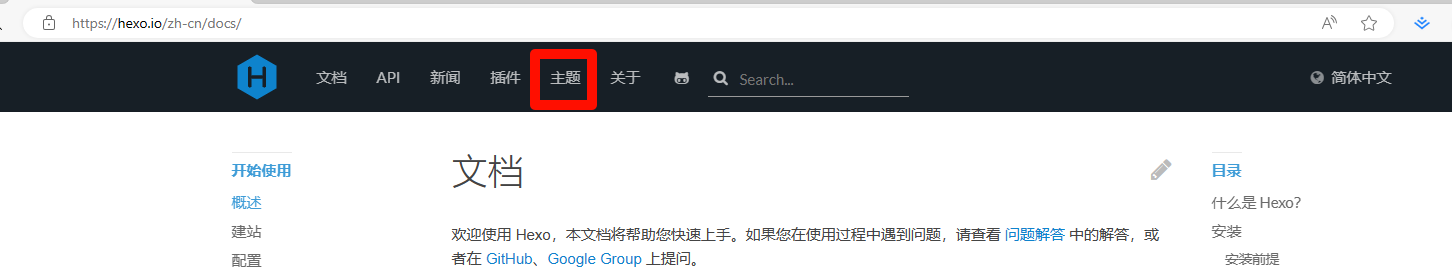 https://hexo.io/zh-cn/docs/
H 文档 API 新闻 插件 主题 关于 Search... 简体中文
开始使用
概述
建站
配置
文档
欢迎使用 Hexo，本文档将帮助您快速上手。如果您在使用过程中遇到问题，请查看 问题解答 中的解答，或
者在 GitHub、Google Group 上提问。
目录
什么是 Hexo?
安装
安装前提